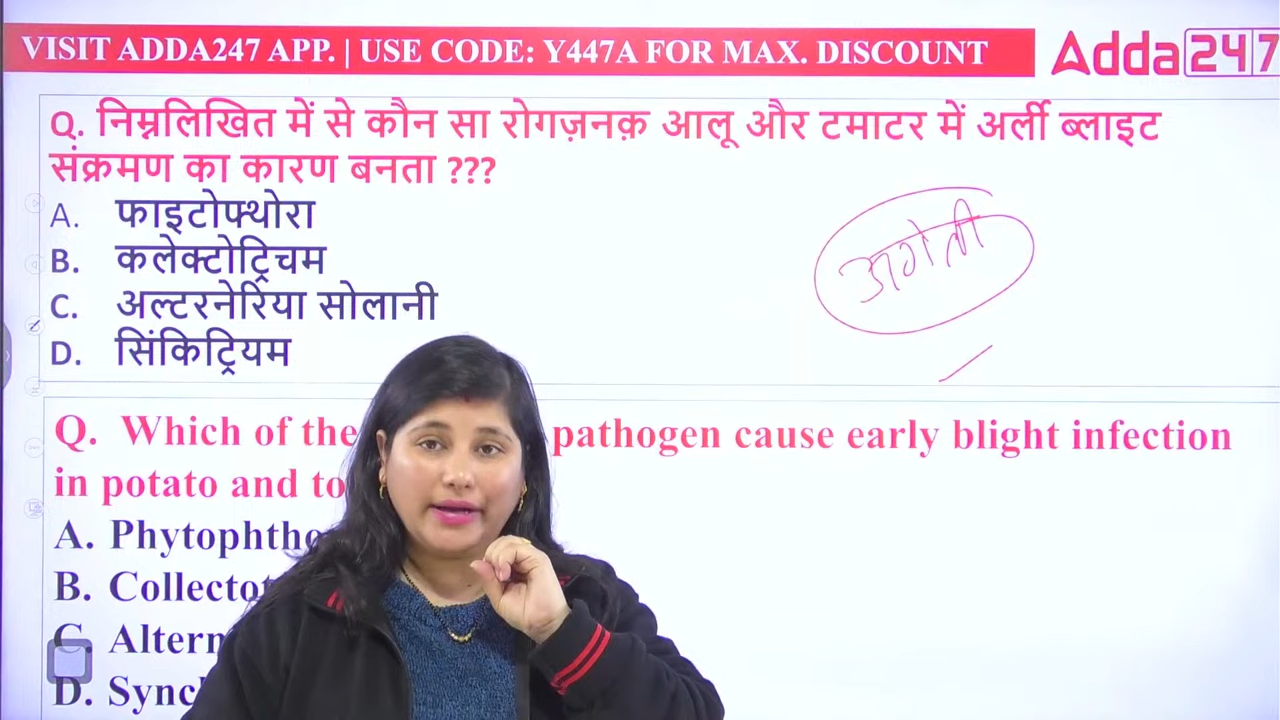 VISIT ADDA247 APP. | USE CODE: Y447A FOR MAX. DISCOUNT
Adda247
Q. निम्नलिखित में से कौन सा रोगज़नक़ आलू और टमाटर में अर्ली ब्लाइट
संक्रमण का कारण बनता ???
A. फाइटोफ्थोरा
B. कलेक्टोट्रिचम
C. अल्टरनेरिया सोलानी
D. सिंकिट्रियम
अगेती
Q. Which of the pathogen cause early blight infection
in potato and to
A. Phytophtho
B. Collectot
C. Altern
D. Sync